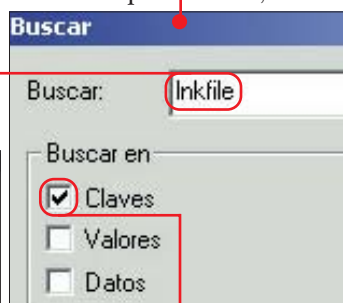 Buscar
Buscar: lnkfile
Buscar en
Claves
Valores
Datos